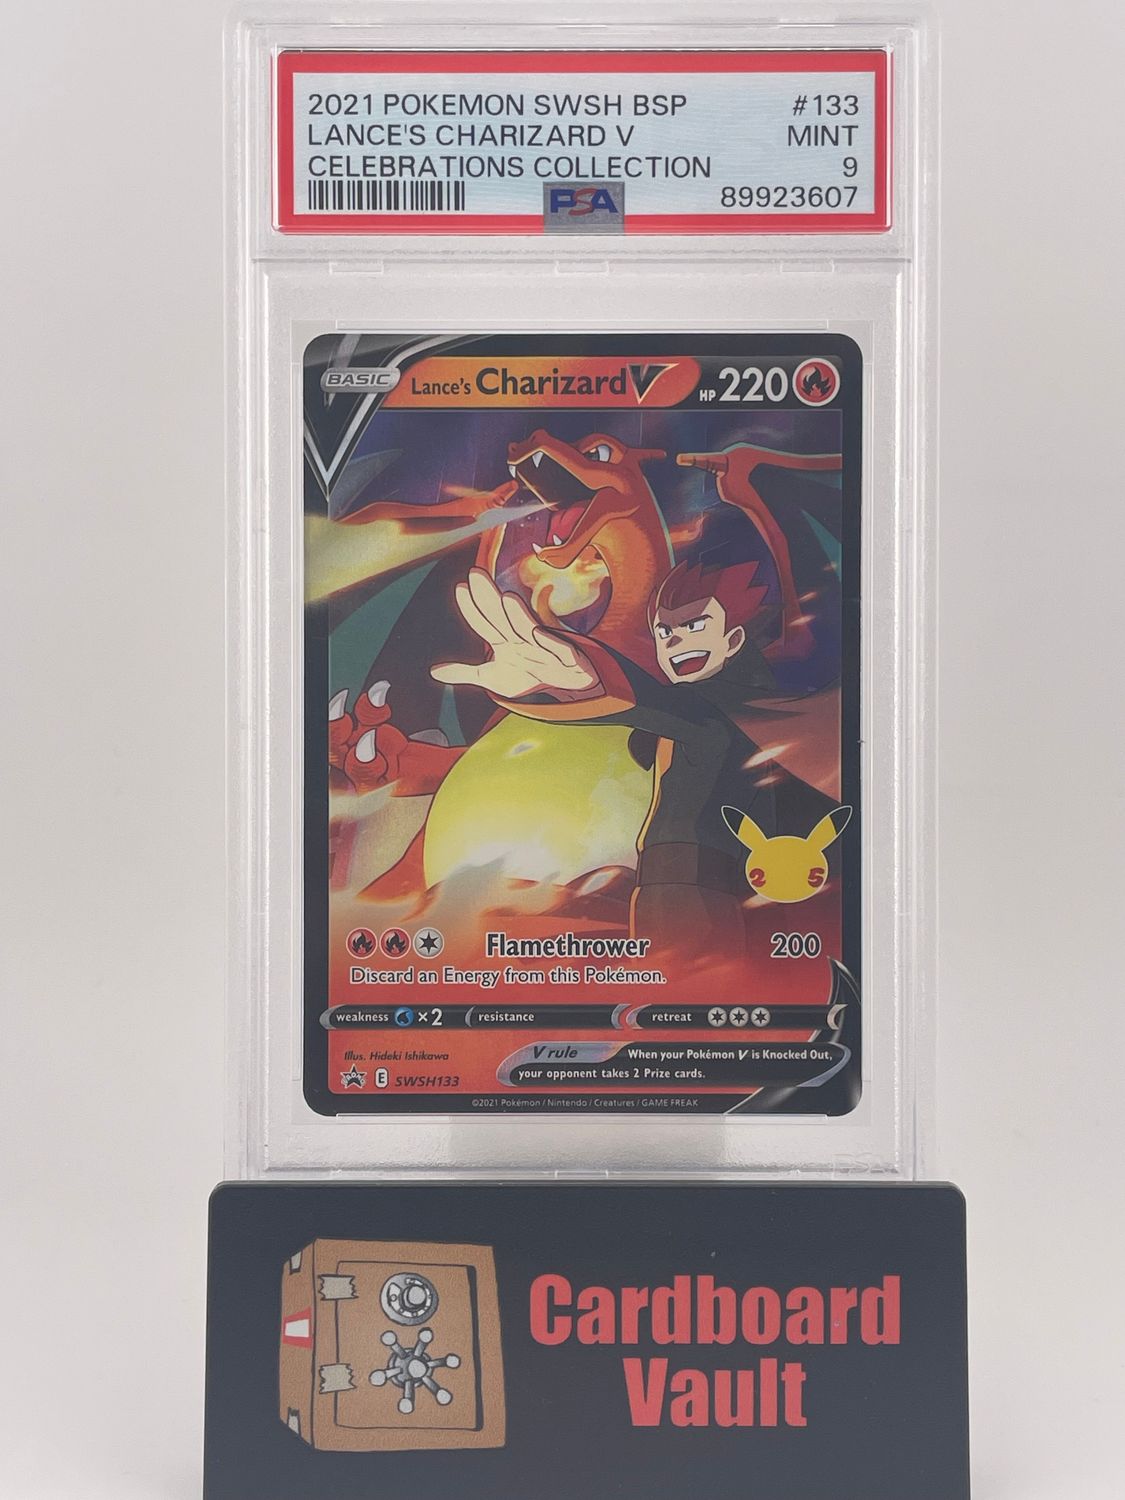 2021 POKEMON SWSH BSP #133
LANCE'S CHARIZARD V MINT
CELEBRATIONS COLLECTION 9
PSA 89923607
BASIC Lance's Charizard V HP 220
25
Flamethrower 200
Discard an Energy from this Pokémon.
weakness ×2 resistance retreat
Illus. Hideki Ishikawa
V rule When your Pokémon V is Knocked Out,
your opponent takes 2 Prize cards.
E SWSH133
©2021 Pokémon / Nintendo / Creatures / GAME FREAK
Cardboard
Vault